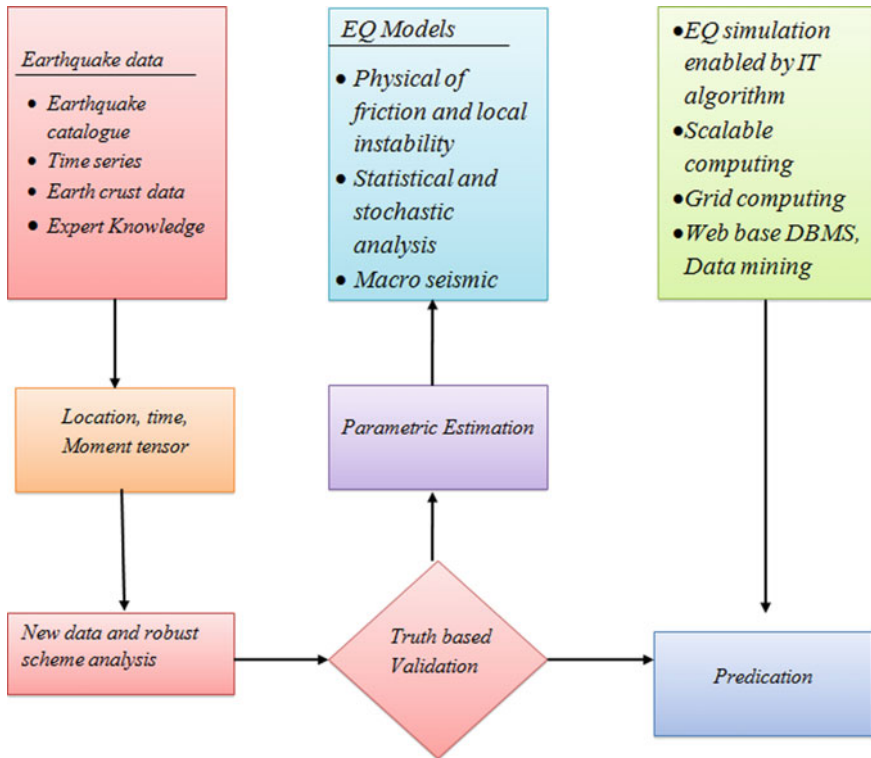 Earthquake data
• Earthquake
catalogue
• Time series
• Earth crust data
• Expert Knowledge
EQ Models
• Physical of
friction and local
instability
• Statistical and
stochastic
analysis
• Macro seismic
•EQ simulation
enabled by IT
algorithm
•Scalable
computing
•Grid computing
•Web base DBMS,
Data mining
Location, time,
Moment tensor
Parametric Estimation
New data and robust
scheme analysis
Truth based
Validation
Predication